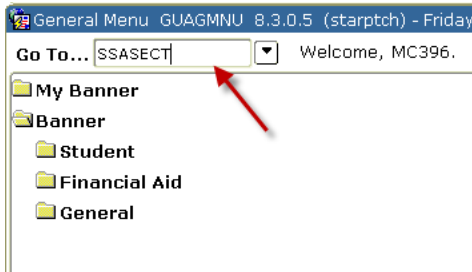 General Menu GUAGMNU 8.3.0.5 (starptch) - Friday
Go To... SSASECT Welcome, MC396.
My Banner
Banner
Student
Financial Aid
General